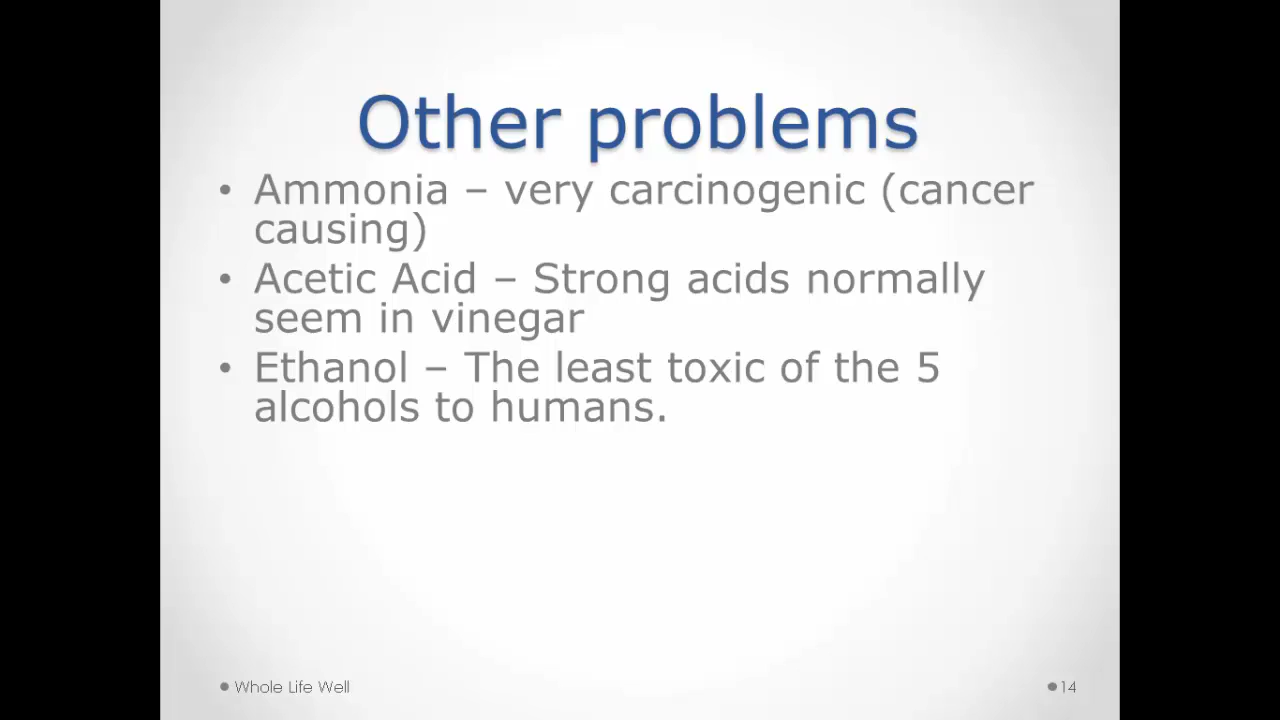 Other problems
• Ammonia – very carcinogenic (cancer
causing)
• Acetic Acid – Strong acids normally
seem in vinegar
• Ethanol – The least toxic of the 5
alcohols to humans.
Whole Life Well
14